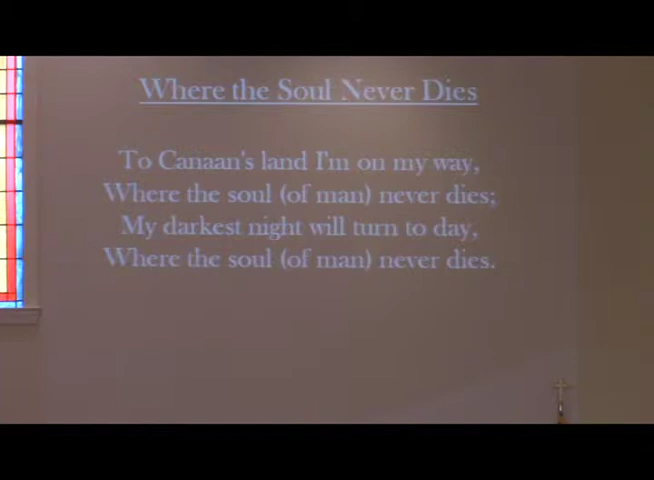 Where the Soul Never Dies
To Canaan's land I'm on my way,
Where the soul (of man) never dies;
My darkest night will turn to day,
Where the soul (of man) never dies.